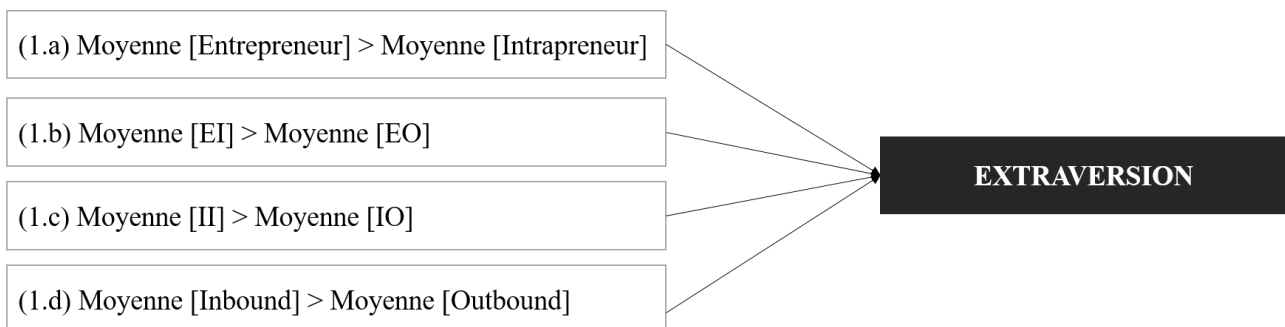 (1.a) Moyenne [Entrepreneur] > Moyenne [Intrapreneur]
(1.b) Moyenne [EI] > Moyenne [EO]
(1.c) Moyenne [II] > Moyenne [IO]
(1.d) Moyenne [Inbound] > Moyenne [Outbound]
EXTRAVERSION